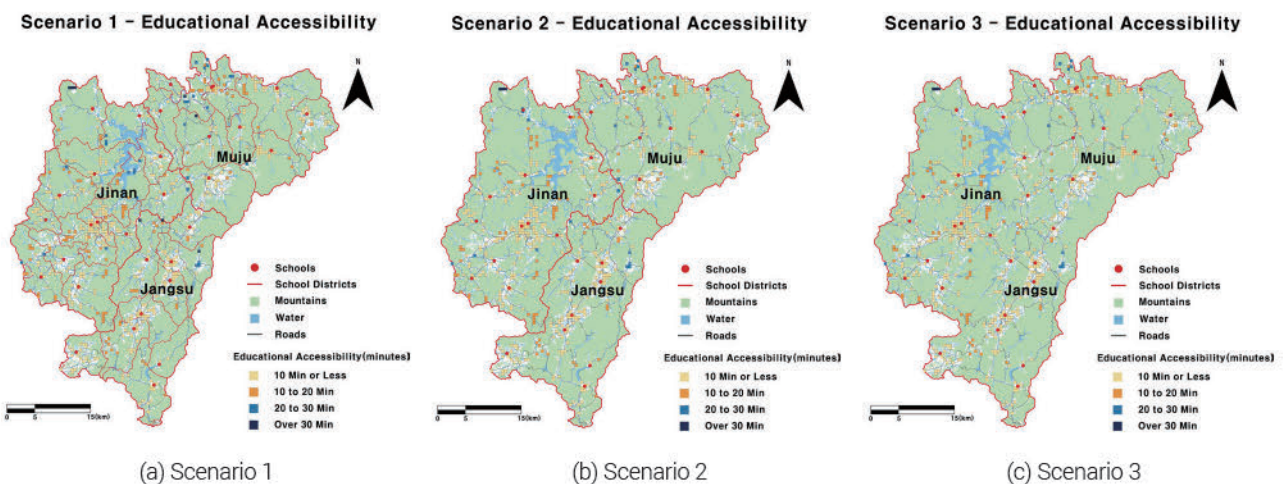 Scenario 1 – Educational Accessibility
N
Muju
Jinan
Jangsu
Schools
School Districts
Mountains
Water
Roads
Educational Accessibility(minutes)
10 Min or Less
10 to 20 Min
20 to 30 Min
Over 30 Min
0 5 150(km)
(a) Scenario 1
Scenario 2 – Educational Accessibility
N
Muju
Jinan
Jangsu
Schools
School Districts
Mountains
Water
Roads
Educational Accessibility(minutes)
10 Min or Less
10 to 20 Min
20 to 30 Min
Over 30 Min
0 5 150(km)
(b) Scenario 2
Scenario 3 – Educational Accessibility
N
Muju
Jinan
Jangsu
Schools
School Districts
Mountains
Water
Roads
Educational Accessibility(minutes)
10 Min or Less
10 to 20 Min
20 to 30 Min
Over 30 Min
0 5 150(km)
(c) Scenario 3